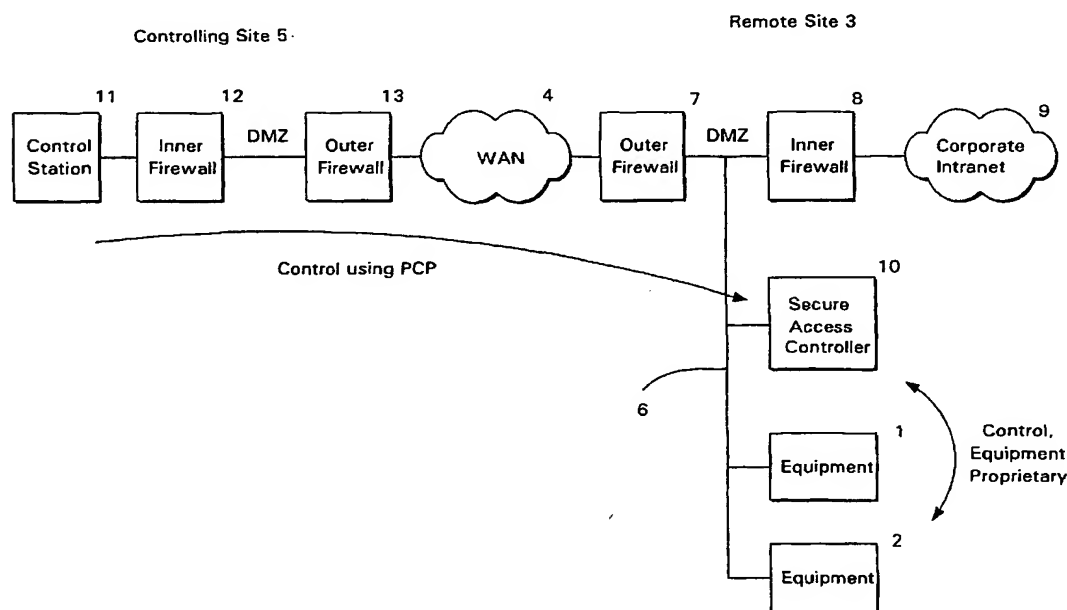 Controlling Site 5
Remote Site 3
11
12
13
4
7
8
9
Control
Station
Inner
Firewall
DMZ
Outer
Firewall
WAN
Outer
Firewall
DMZ
Inner
Firewall
Corporate
Intranet
Control using PCP
10
Secure
Access
Controller
6
1
Equipment
Control,
Equipment
Proprietary
2
Equipment